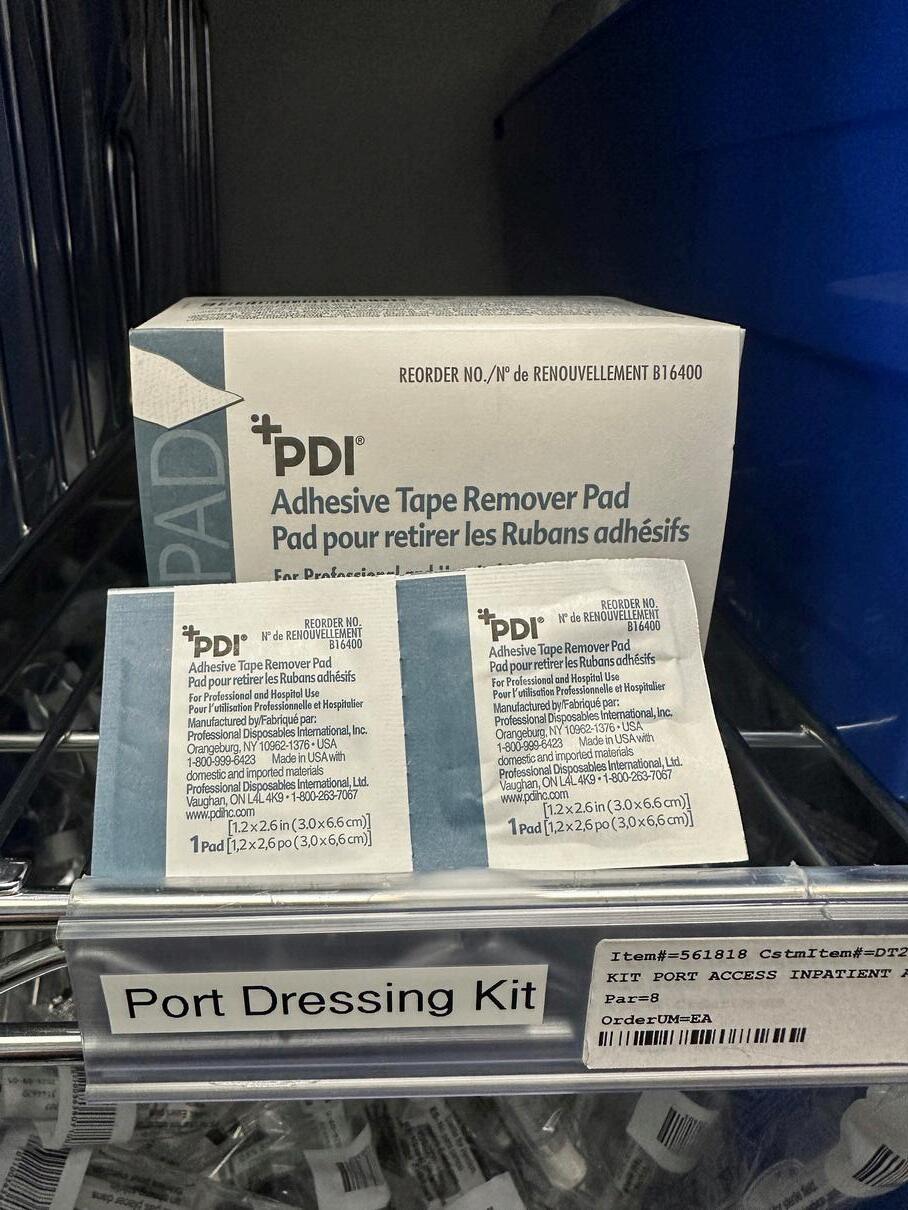 REORDER NO./N° de RENOUVELLEMENT B16400
PAD
PDI®
Adhesive Tape Remover Pad
Pad pour retirer les Rubans adhésifs
For Professional and
REORDER NO.
N° de RENOUVELLEMENT
B16400
PDI®
Adhesive Tape Remover Pad
Pad pour retirer les Rubans adhésifs
For Professional and Hospitol Use
Pour l'utilisation Professionnelle et Hospitalier
Manufactured by/Fabriqué par:
Professional Disposables International, Inc.
Orangeburg, NY 10962-1376 • USA
1-800-999-6423 Made in USA with
domestic and imported materials
Professional Disposables International, Ltd.
Vaughan, ON L4L 4K9 • 1-800-263-7067
www.pdihc.com
1 Pad [1.2 x 2.6 in (3.0 x 6.6 cm)]
[1,2 x 2,6 po (3,0 x 6,6 cm)]
REORDER NO.
N° de RENOUVELLEMENT
B16400
PDI®
Adhesive Tape Remover Pad
Pad pour retirer les Rubans adhésifs
For Professional and Hospitol Use
Pour l'utilisation Professionnelle et Hospitalier
Manufactured by/Fabriqué par:
Professional Disposables International, Inc.
Orangeburg, NY 10962-1376 • USA
1-800-999-6423 Made in USA with
domestic and imported materials
Professional Disposables International, Ltd.
Vaughan, ON L4L 4K9 • 1-800-263-7067
www.pdihc.com
1 Pad [1.2 x 2.6 in (3.0 x 6.6 cm)]
[1,2 x 2,6 po (3,0 x 6,6 cm)]
Port Dressing Kit
Item#=561818 CstmItem#=DT2
KIT PORT ACCESS INPATIENT
Par=8
OrderUM=EA